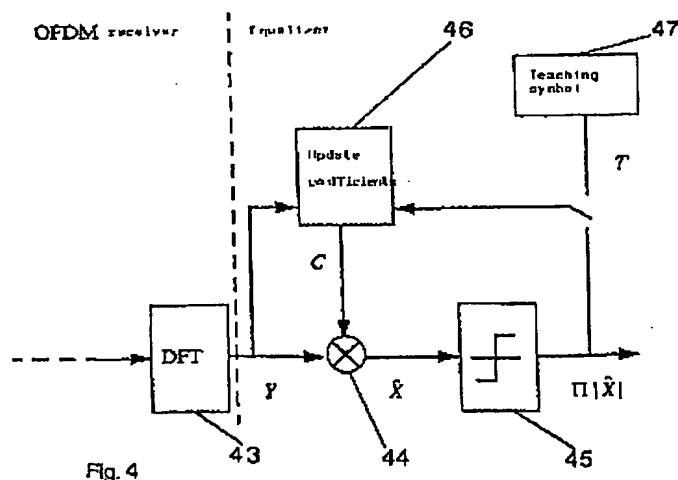 OFDM receiver
Equalizer
46
47
Teaching
symbol
Update
coefficients
T
C
DFT
Y
X̂
Π|X̂|
43
44
45
Fig. 4